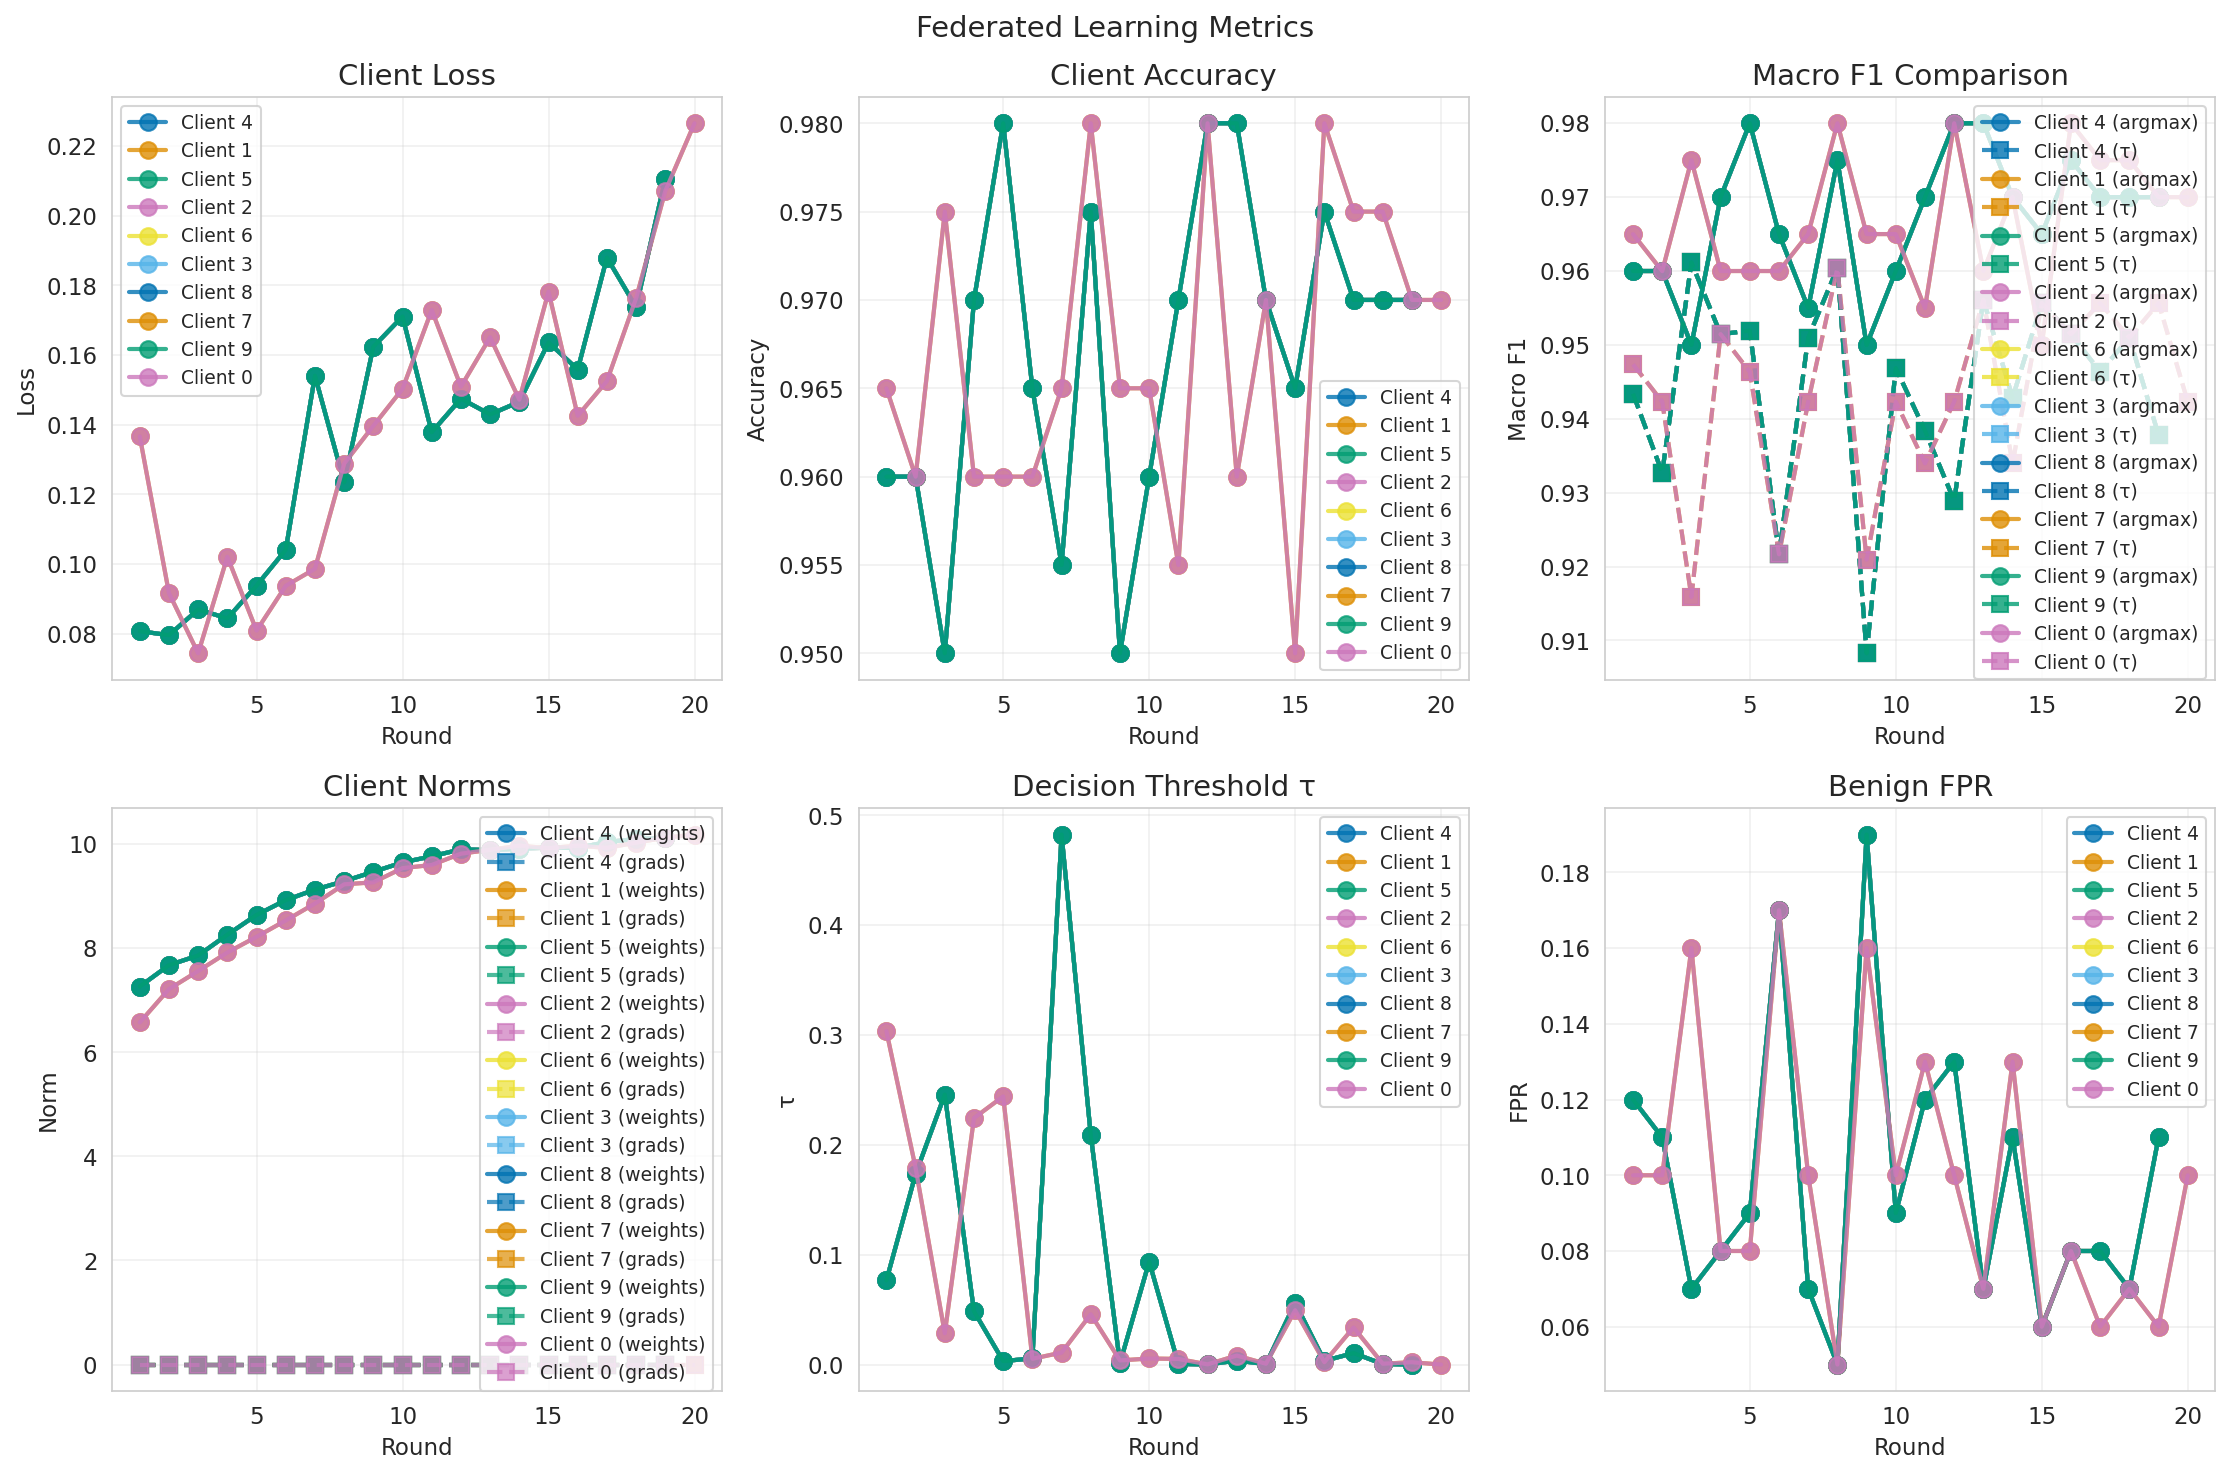 Federated Learning Metrics
Client Loss
0.22
0.20
0.18
0.16
0.14
0.12
0.10
0.08
Loss
5
10
15
20
Round
Client 4
Client 1
Client 5
Client 2
Client 6
Client 3
Client 8
Client 7
Client 9
Client 0
Client Accuracy
0.980
0.975
0.970
0.965
0.960
0.955
0.950
Accuracy
5
10
15
20
Round
Client 4
Client 1
Client 5
Client 2
Client 6
Client 3
Client 8
Client 7
Client 9
Client 0
Macro F1 Comparison
0.98
0.97
0.96
0.95
0.94
0.93
0.92
0.91
Macro F1
5
10
15
20
Round
Client 4 (argmax)
Client 4 (τ)
Client 1 (argmax)
Client 1 (τ)
Client 5 (argmax)
Client 5 (τ)
Client 2 (argmax)
Client 2 (τ)
Client 6 (argmax)
Client 6 (τ)
Client 3 (argmax)
Client 3 (τ)
Client 8 (argmax)
Client 8 (τ)
Client 7 (argmax)
Client 7 (τ)
Client 9 (argmax)
Client 9 (τ)
Client 0 (argmax)
Client 0 (τ)
Client Norms
10
8
6
4
2
0
Norm
5
10
15
20
Round
Client 4 (weights)
Client 4 (grads)
Client 1 (weights)
Client 1 (grads)
Client 5 (weights)
Client 5 (grads)
Client 2 (weights)
Client 2 (grads)
Client 6 (weights)
Client 6 (grads)
Client 3 (weights)
Client 3 (grads)
Client 8 (weights)
Client 8 (grads)
Client 7 (weights)
Client 7 (grads)
Client 9 (weights)
Client 9 (grads)
Client 0 (weights)
Client 0 (grads)
Decision Threshold τ
0.5
0.4
0.3
0.2
0.1
0.0
τ
5
10
15
20
Round
Client 4
Client 1
Client 5
Client 2
Client 6
Client 3
Client 8
Client 7
Client 9
Client 0
Benign FPR
0.18
0.16
0.14
0.12
0.10
0.08
0.06
FPR
5
10
15
20
Round
Client 4
Client 1
Client 5
Client 2
Client 6
Client 3
Client 8
Client 7
Client 9
Client 0